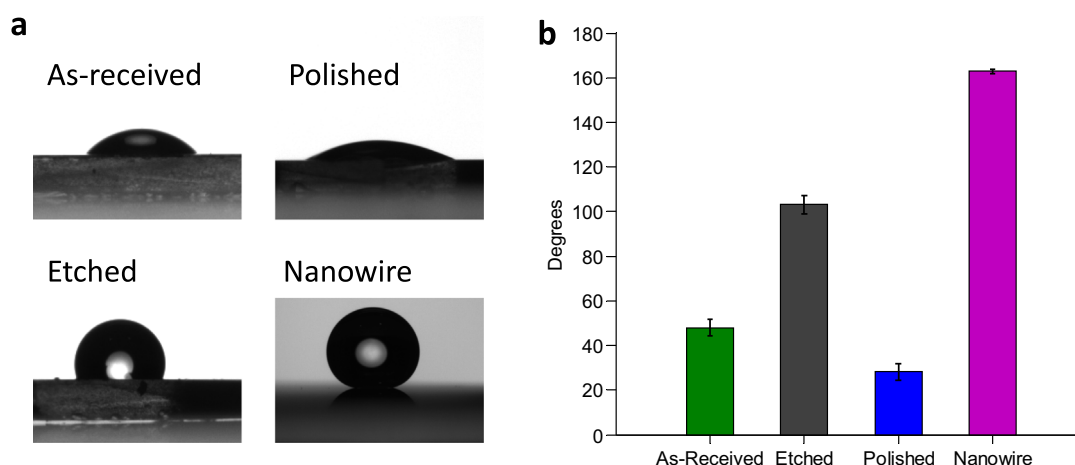 a
As-received
Polished
Etched
Nanowire
b
180
160
140
120
100
80
60
40
20
0
Degrees
As-Received
Etched
Polished
Nanowire